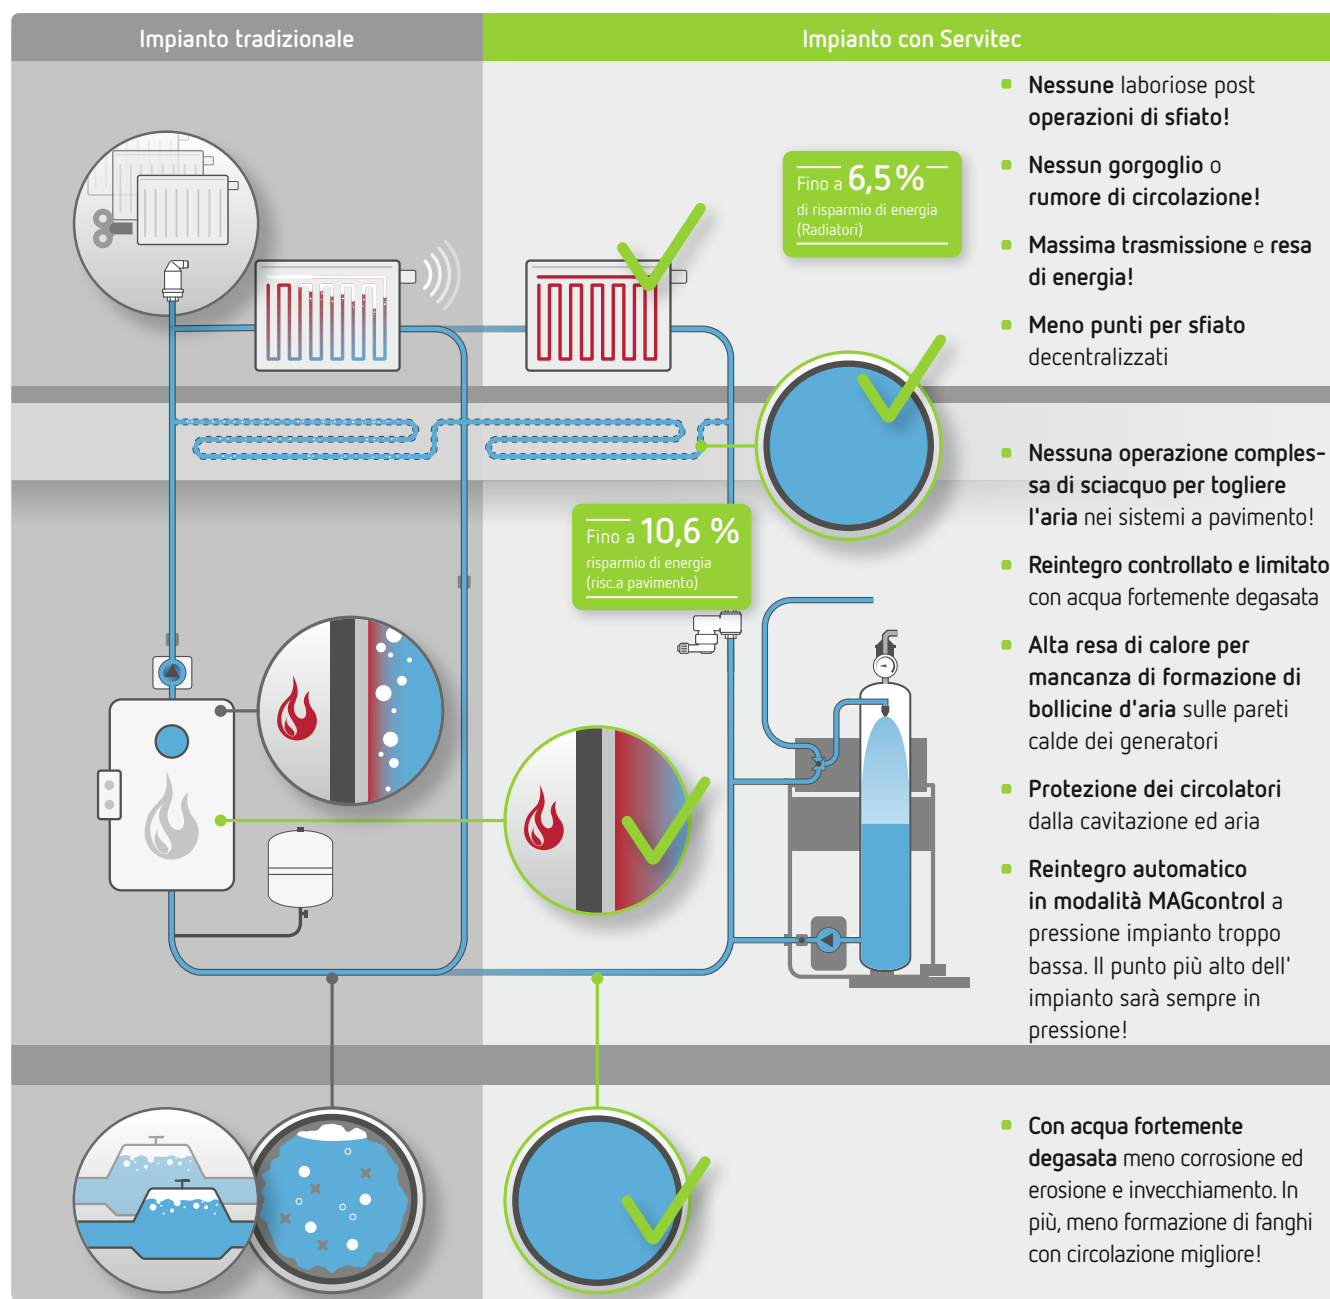 Impianto tradizionale
Impianto con Servitec
Nessune laboriose post
operazioni di sfiato!
Nessun gorgoglio o
rumore di circolazione!
Massima trasmissione e resa
di energia!
Meno punti per sfiato
decentralizzati
Fino a 6,5 %
di risparmio di energia
(Radiatori)
Nessuna operazione comples-
sa di sciacquo per togliere
l'aria nei sistemi a pavimento!
Reintegro controllato e limitato
con acqua fortemente degasata
Alta resa di calore per
mancanza di formazione di
bollicine d'aria sulle pareti
calde dei generatori
Protezione dei circolatori
dalla cavitazione ed aria
Reintegro automatico
in modalità MAGcontrol a
pressione impianto troppo
bassa. Il punto più alto dell'
impianto sarà sempre in
pressione!
Fino a 10,6 %
risparmio di energia
(risc.a pavimento)
Con acqua fortemente
degasata meno corrosione ed
erosione e invecchiamento. In
più, meno formazione di fanghi
con circolazione migliore!